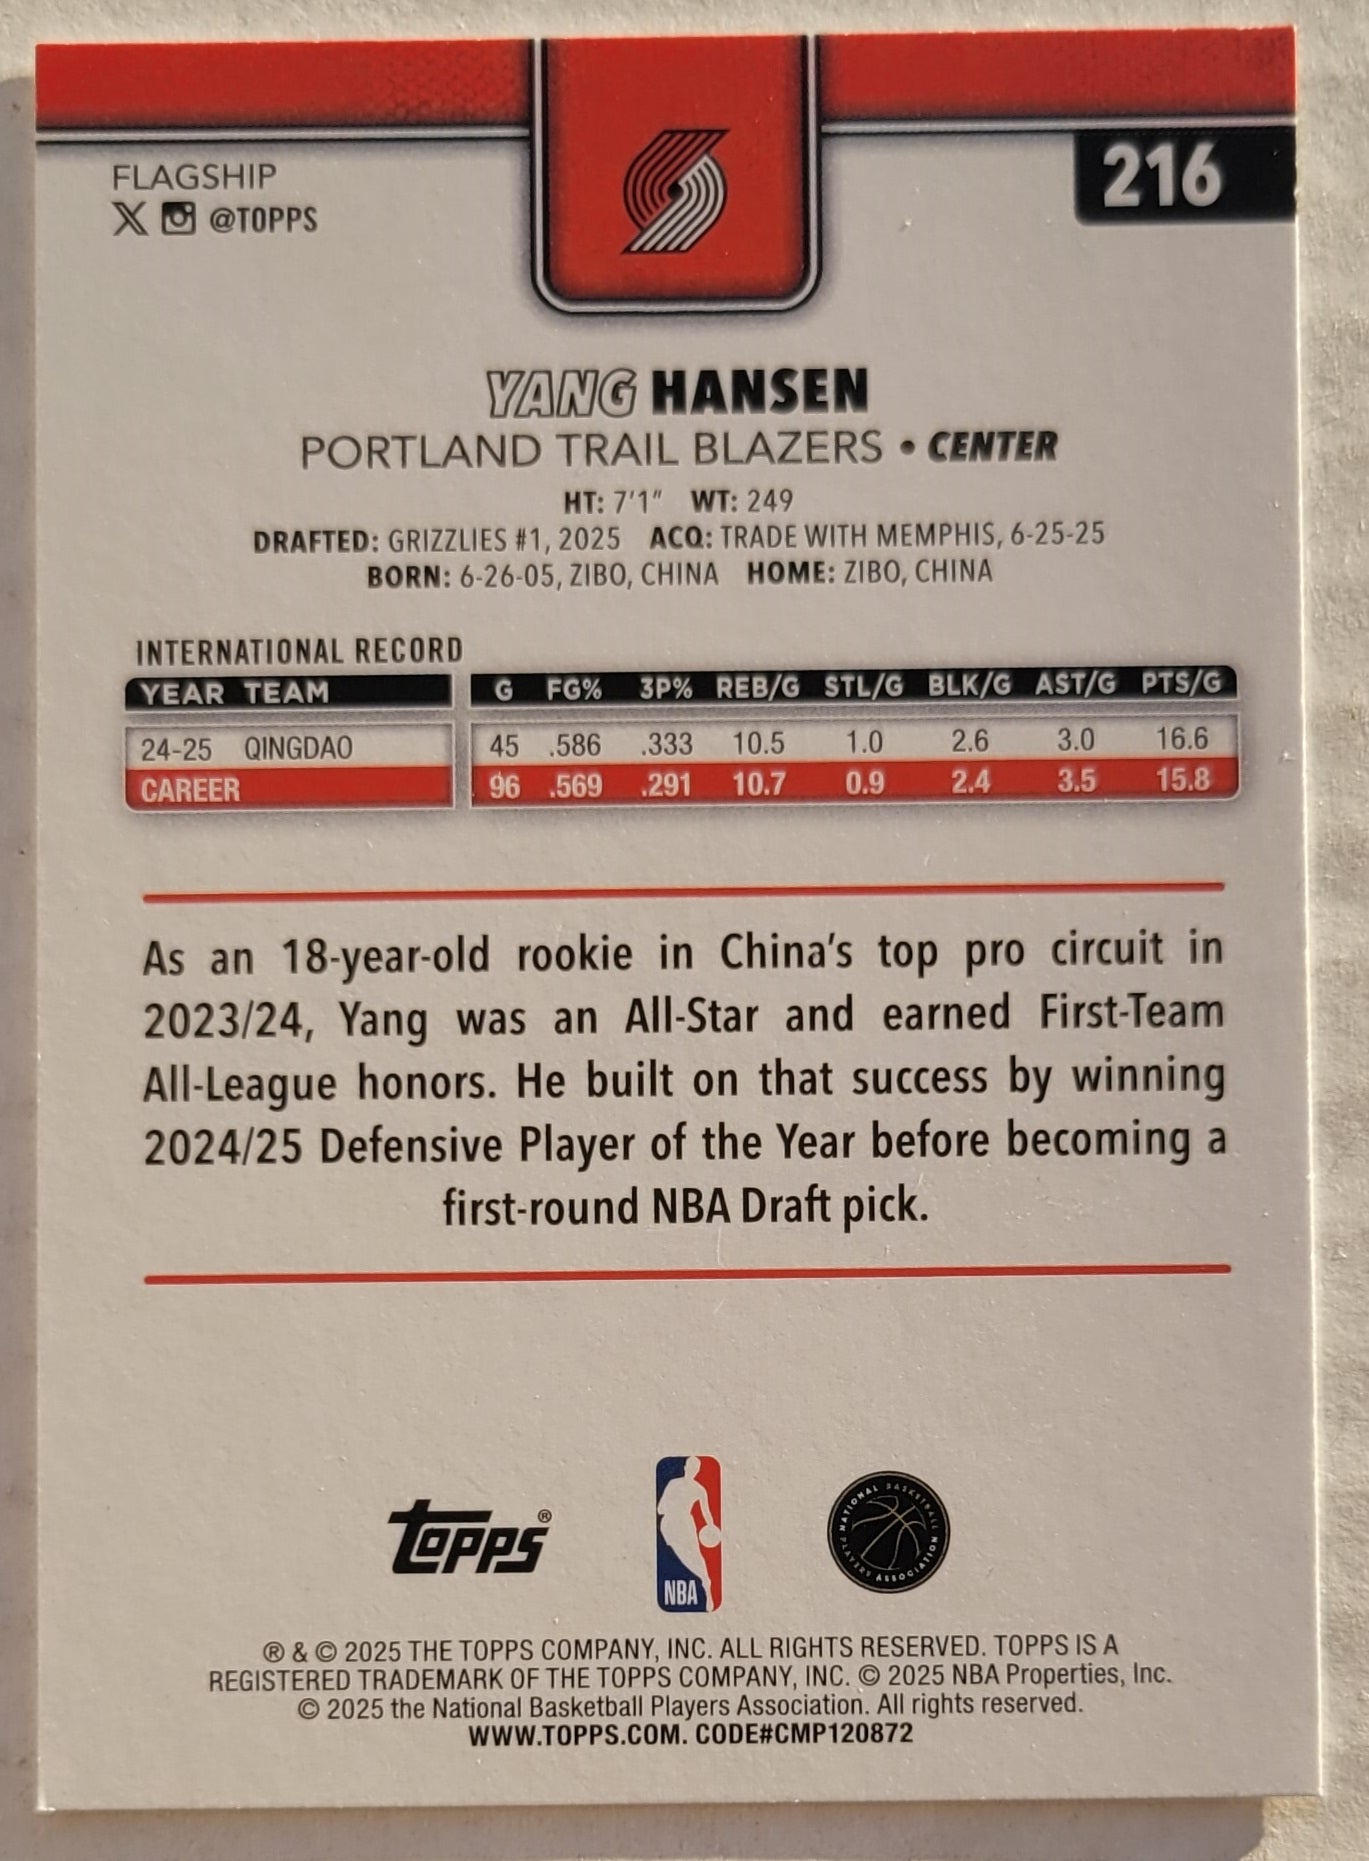 FLAGSHIP
@TOPPS
216
YANG HANSEN
PORTLAND TRAIL BLAZERS • CENTER
HT: 7'1" WT: 249
DRAFTED: GRIZZLIES #1, 2025 ACQ: TRADE WITH MEMPHIS, 6-25-25
BORN: 6-26-05, ZIBO, CHINA HOME: ZIBO, CHINA
INTERNATIONAL RECORD
YEAR TEAM G FG% 3P% REB/G STL/G BLK/G AST/G PTS/G
24-25 QINGDAO 45 .586 .333 10.5 1.0 2.6 3.0 16.6
CAREER 96 .569 .291 10.7 0.9 2.4 3.5 15.8
As an 18-year-old rookie in China's top pro circuit in
2023/24, Yang was an All-Star and earned First-Team
All-League honors. He built on that success by winning
2024/25 Defensive Player of the Year before becoming a
first-round NBA Draft pick.
TOPPS®
NBA
NATIONAL BASKETBALL PLAYERS ASSOCIATION
® & © 2025 THE TOPPS COMPANY, INC. ALL RIGHTS RESERVED. TOPPS IS A
REGISTERED TRADEMARK OF THE TOPPS COMPANY, INC. © 2025 NBA Properties, Inc.
© 2025 the National Basketball Players Association. All rights reserved.
WWW.TOPPS.COM. CODE#CMP120872